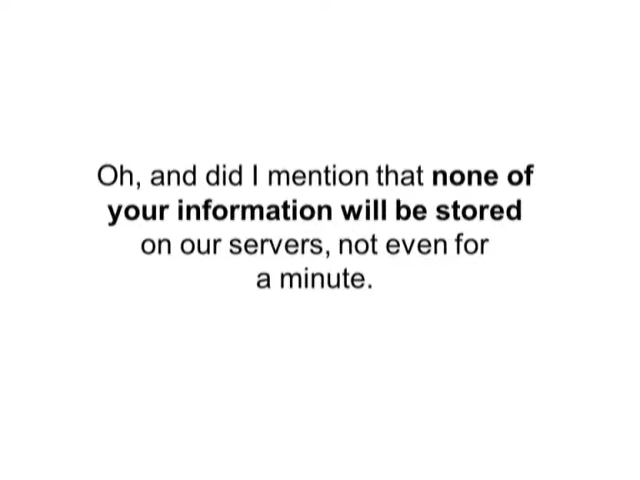 Oh, and did I mention that none of
your information will be stored
on our servers, not even for
a minute.